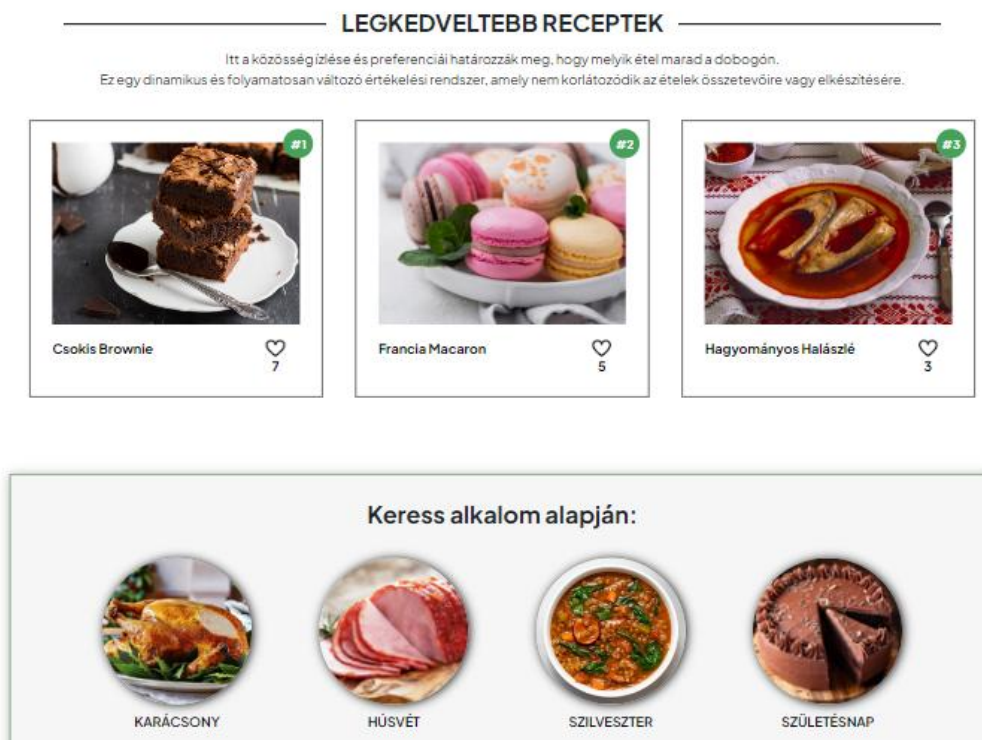 LEGKEDVELTEBB RECEPTEK
Itt a közösség ízlése és preferenciái határozzák meg, hogy melyik étel marad a dobogón.
Ez egy dinamikus és folyamatosan változó értékelési rendszer, amely nem korlátozódik az ételek összetevőire vagy elkészítésére.
#1
#2
#3
Csokis Brownie
7
Francia Macaron
5
Hagyományos Halászlé
3
Keress alkalom alapján:
KARÁCSONY
HÚSVÉT
SZILVESZTER
SZÜLETÉSNAP